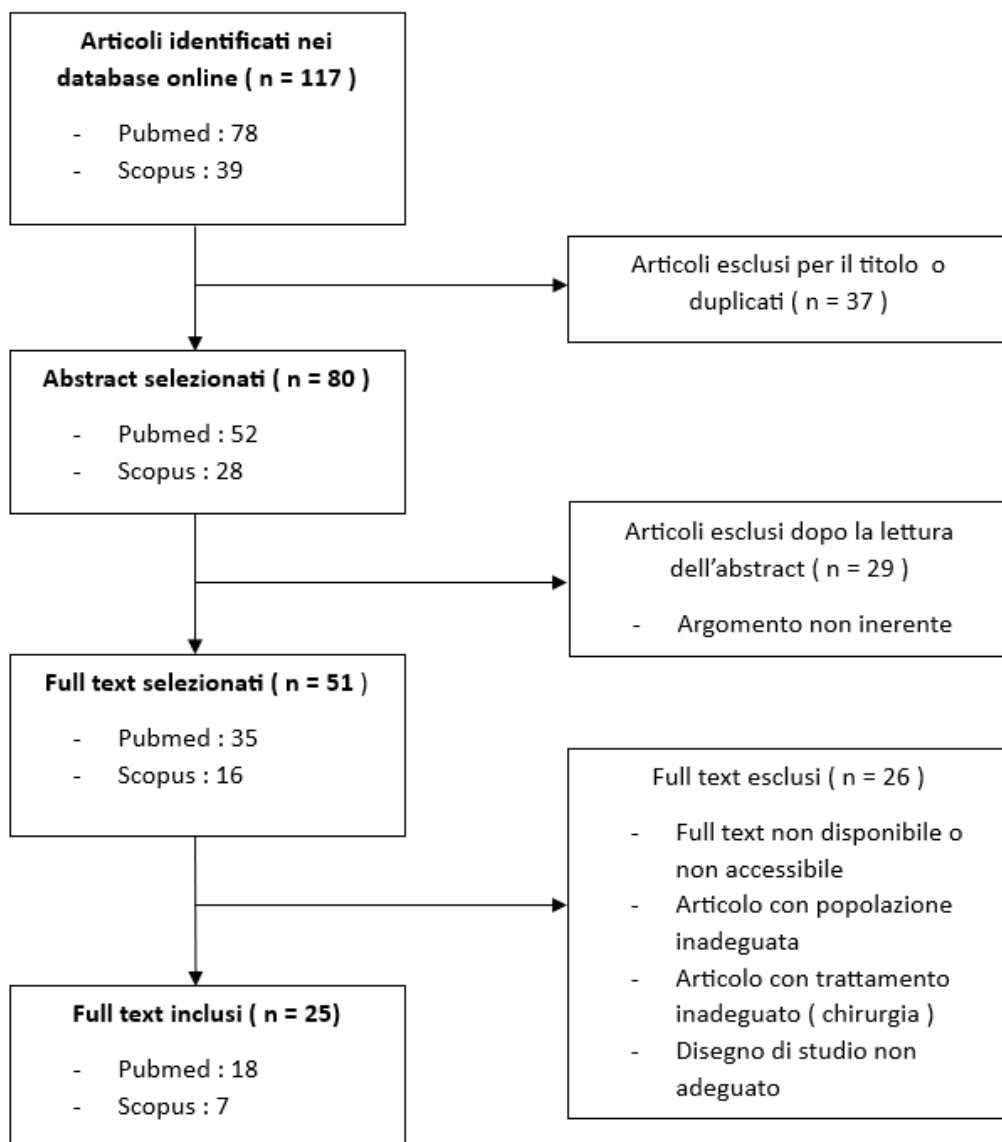 Articoli identificati nei
database online ( n = 117 )
- Pubmed : 78
- Scopus : 39
Articoli esclusi per il titolo o
duplicati ( n = 37 )
Abstract selezionati ( n = 80 )
- Pubmed : 52
- Scopus : 28
Articoli esclusi dopo la lettura
dell’abstract ( n = 29 )
- Argomento non inerente
Full text selezionati ( n = 51 )
- Pubmed : 35
- Scopus : 16
Full text esclusi ( n = 26 )
- Full text non disponibile o
non accessibile
- Articolo con popolazione
inadeguata
- Articolo con trattamento
inadeguato ( chirurgia )
- Disegno di studio non
adeguato
Full text inclusi ( n = 25)
- Pubmed : 18
- Scopus : 7